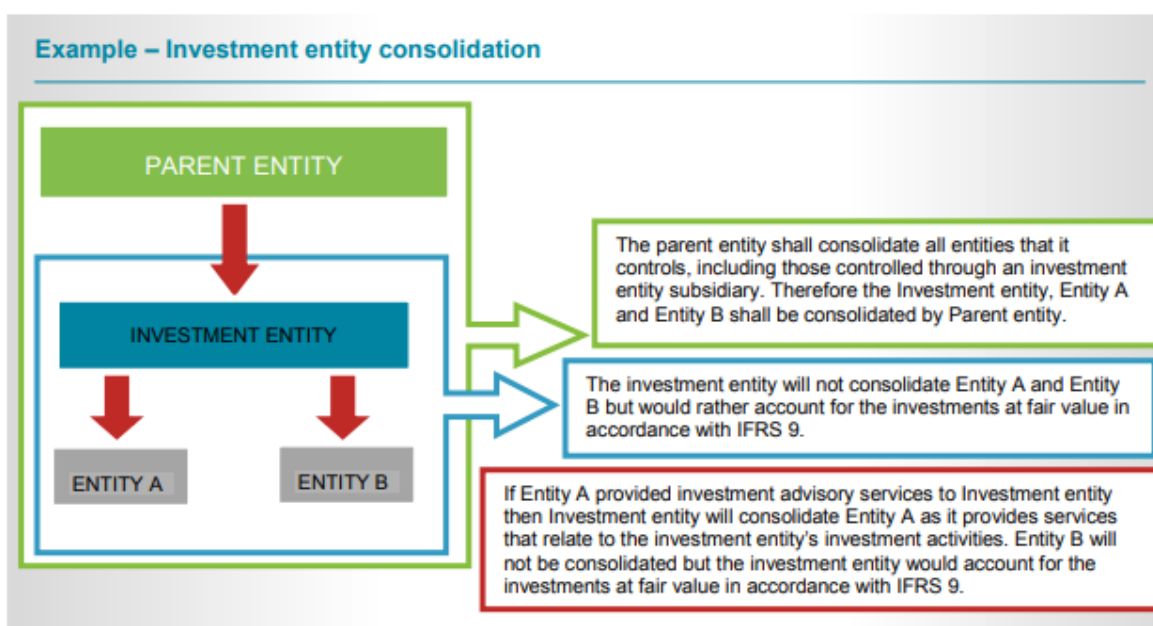 Example – Investment entity consolidation
PARENT ENTITY
INVESTMENT ENTITY
ENTITY A
ENTITY B
The parent entity shall consolidate all entities that it
controls, including those controlled through an investment
entity subsidiary. Therefore the Investment entity, Entity A
and Entity B shall be consolidated by Parent entity.
The investment entity will not consolidate Entity A and Entity
B but would rather account for the investments at fair value in
accordance with IFRS 9.
If Entity A provided investment advisory services to Investment entity
then Investment entity will consolidate Entity A as it provides services
that relate to the investment entity's investment activities. Entity B will
not be consolidated but the investment entity would account for the
investments at fair value in accordance with IFRS 9.